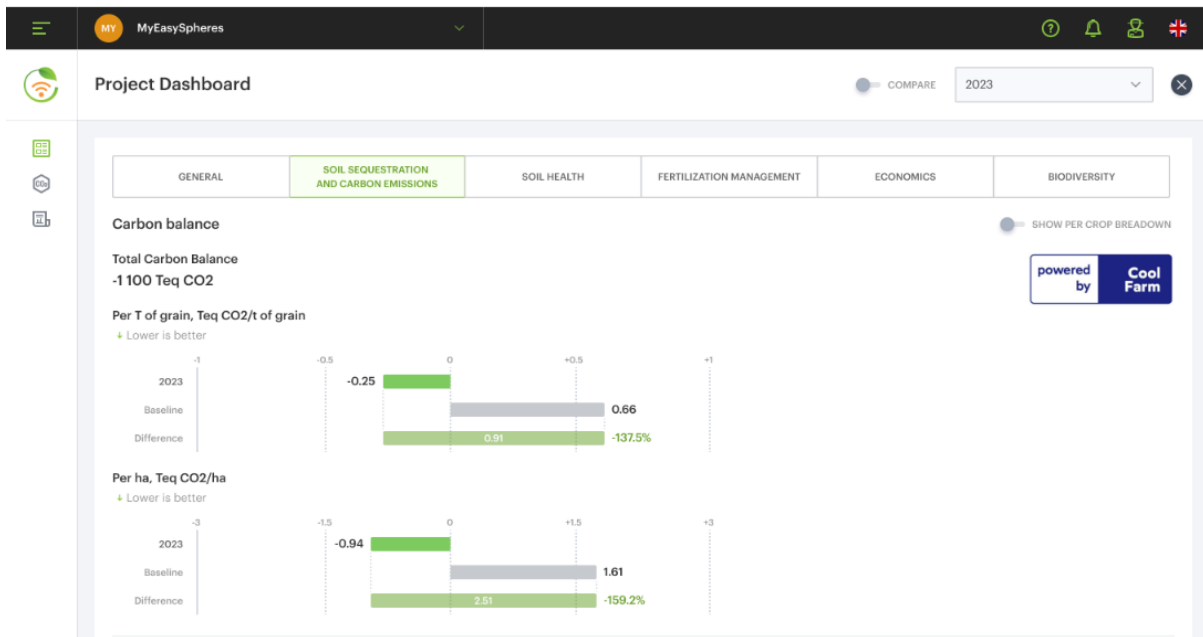 MY MyEasySpheres
Project Dashboard
COMPARE
2023
GENERAL
SOIL SEQUESTRATION
AND CARBON EMISSIONS
SOIL HEALTH
FERTILIZATION MANAGEMENT
ECONOMICS
BIODIVERSITY
Carbon balance
SHOW PER CROP BREADOWN
Total Carbon Balance
-1 100 Teq CO2
powered
by
Cool
Farm
Per T of grain, Teq CO2/t of grain
↓ Lower is better
-1 -0.5 0 +0.5 +1
2023 -0.25
Baseline 0.66
Difference 0.91 -137.5%
Per ha, Teq CO2/ha
↓ Lower is better
-3 -1.5 0 +1.5 +3
2023 -0.94
Baseline 1.61
Difference 2.51 -159.2%